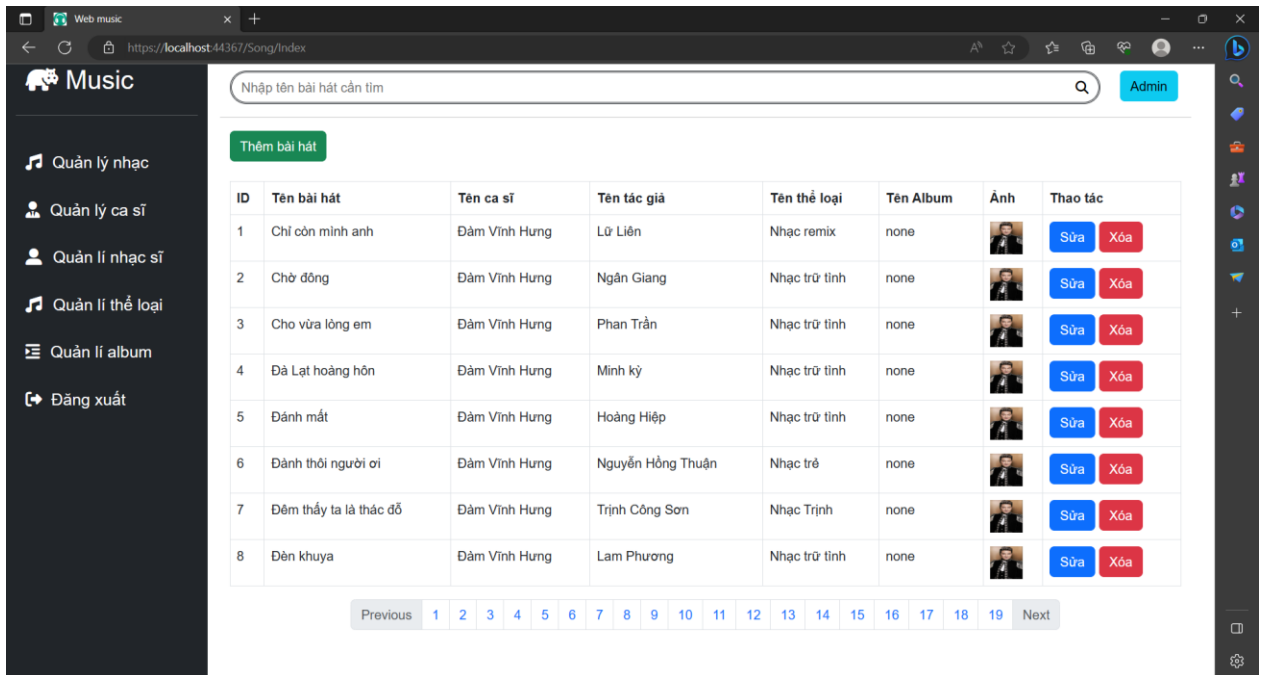 Web music
https://localhost:44367/Song/Index
Music
Nhập tên bài hát cần tìm
Admin
Quản lý nhạc
Quản lý ca sĩ
Quản lí nhạc sĩ
Quản lí thể loại
Quản lí album
Đăng xuất
Thêm bài hát
ID Tên bài hát Tên ca sĩ Tên tác giả Tên thể loại Tên Album Ảnh Thao tác
1 Chỉ còn mình anh Đàm Vĩnh Hưng Lữ Liên Nhạc remix none Sửa Xóa
2 Chờ đông Đàm Vĩnh Hưng Ngân Giang Nhạc trữ tình none Sửa Xóa
3 Cho vừa lòng em Đàm Vĩnh Hưng Phan Trần Nhạc trữ tình none Sửa Xóa
4 Đà Lạt hoàng hôn Đàm Vĩnh Hưng Minh kỳ Nhạc trữ tình none Sửa Xóa
5 Đánh mất Đàm Vĩnh Hưng Hoàng Hiệp Nhạc trữ tình none Sửa Xóa
6 Đành thôi người ơi Đàm Vĩnh Hưng Nguyễn Hồng Thuận Nhạc trẻ none Sửa Xóa
7 Đêm thấy ta là thác đỗ Đàm Vĩnh Hưng Trịnh Công Sơn Nhạc Trịnh none Sửa Xóa
8 Đèn khuya Đàm Vĩnh Hưng Lam Phương Nhạc trữ tình none Sửa Xóa
Previous 1 2 3 4 5 6 7 8 9 10 11 12 13 14 15 16 17 18 19 Next